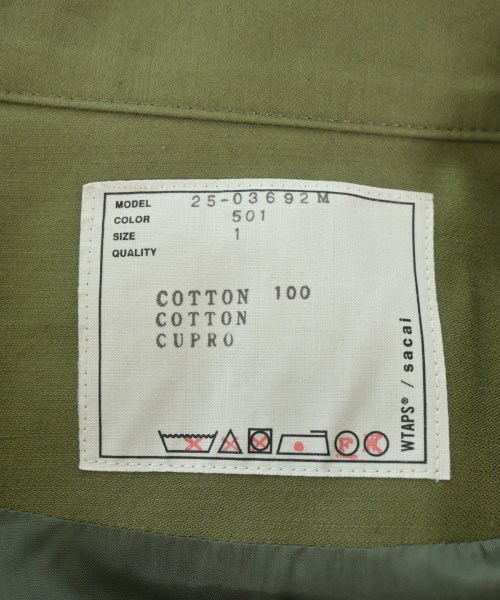 MODEL 25-03692M
COLOR 501
SIZE 1
QUALITY
COTTON 100
COTTON
CUPRO
WTAPS® / sacai
F